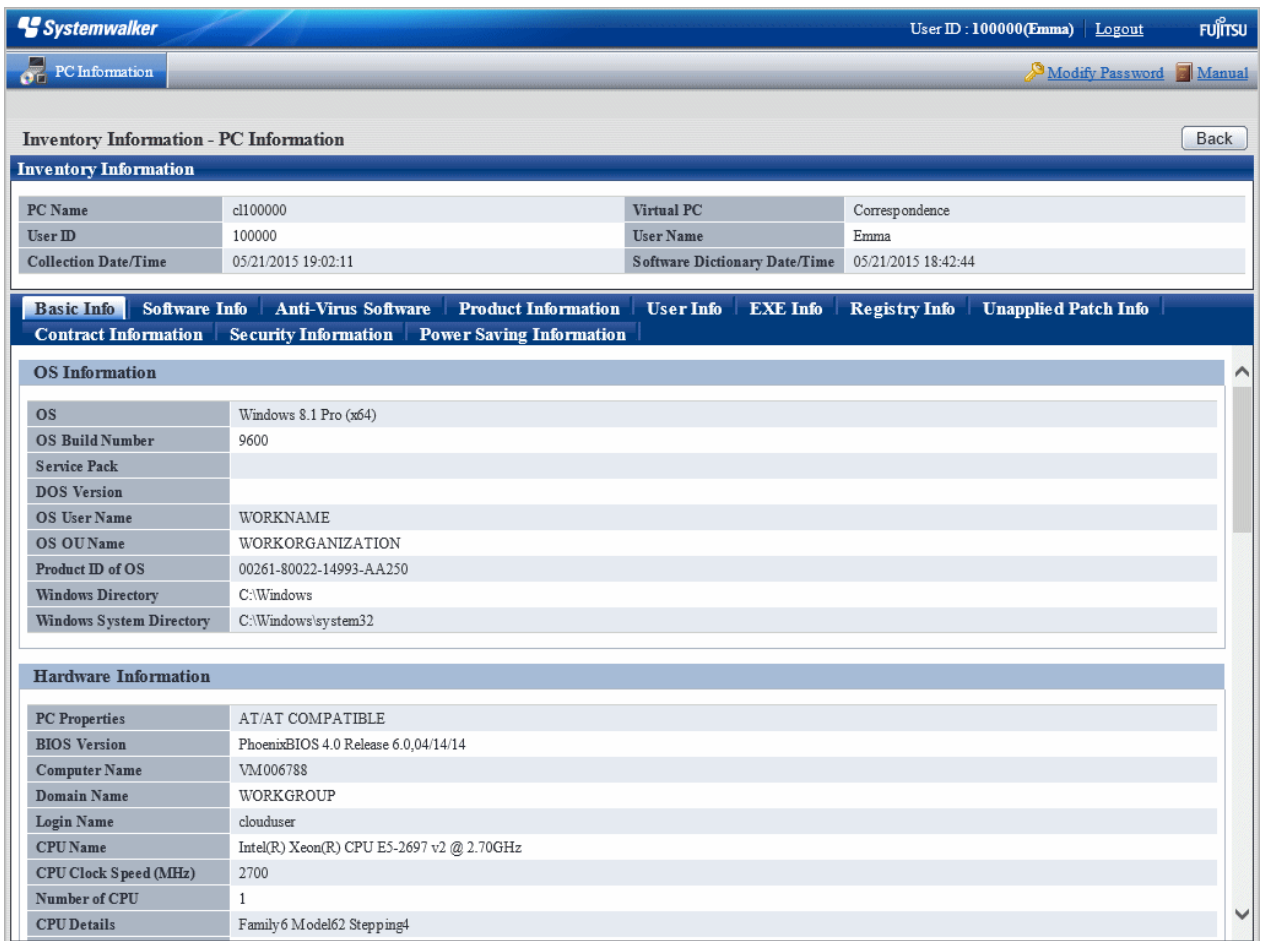 Systemwalker User ID : 100000(Emma) Logout FUJITSU
PC Information Modify Password Manual
Inventory Information - PC Information Back
Inventory Information
PC Name cl100000 Virtual PC Correspondence
User ID 100000 User Name Emma
Collection Date/Time 05/21/2015 19:02:11 Software Dictionary Date/Time 05/21/2015 18:42:44
Basic Info Software Info Anti-Virus Software Product Information User Info EXE Info Registry Info Unapplied Patch Info
Contract Information Security Information Power Saving Information
OS Information
OS Windows 8.1 Pro (x64)
OS Build Number 9600
Service Pack
DOS Version
OS User Name WORKNAME
OS OU Name WORKORGANIZATION
Product ID of OS 00261-80022-14993-AA250
Windows Directory C:\Windows
Windows System Directory C:\Windows\system32
Hardware Information
PC Properties AT/AT COMPATIBLE
BIOS Version PhoenixBIOS 4.0 Release 6.0,04/14/14
Computer Name VM006788
Domain Name WORKGROUP
Login Name clouduser
CPU Name Intel(R) Xeon(R) CPU E5-2697 v2 @ 2.70GHz
CPU Clock Speed (MHz) 2700
Number of CPU 1
CPU Details Family6 Model62 Stepping4